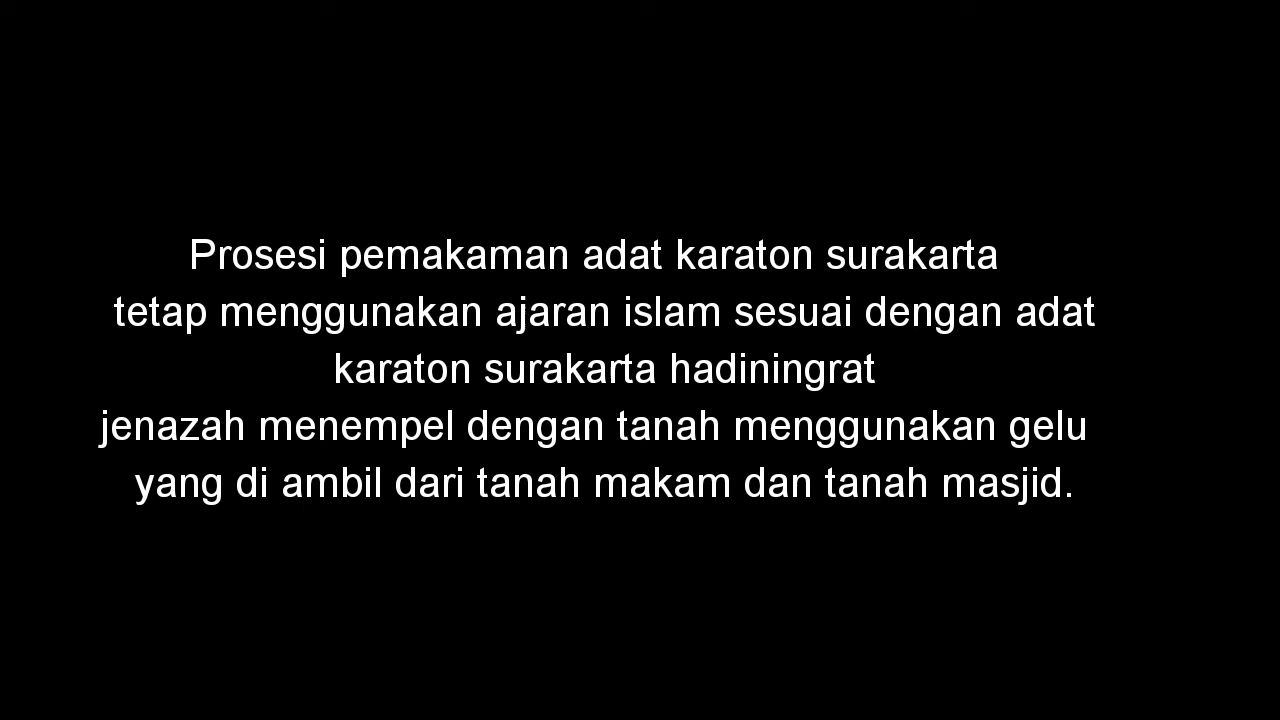 Prosesi pemakaman adat karaton surakarta
tetap menggunakan ajaran islam sesuai dengan adat
karaton surakarta hadiningrat
jenazah menempel dengan tanah menggunakan gelu
yang di ambil dari tanah makam dan tanah masjid.